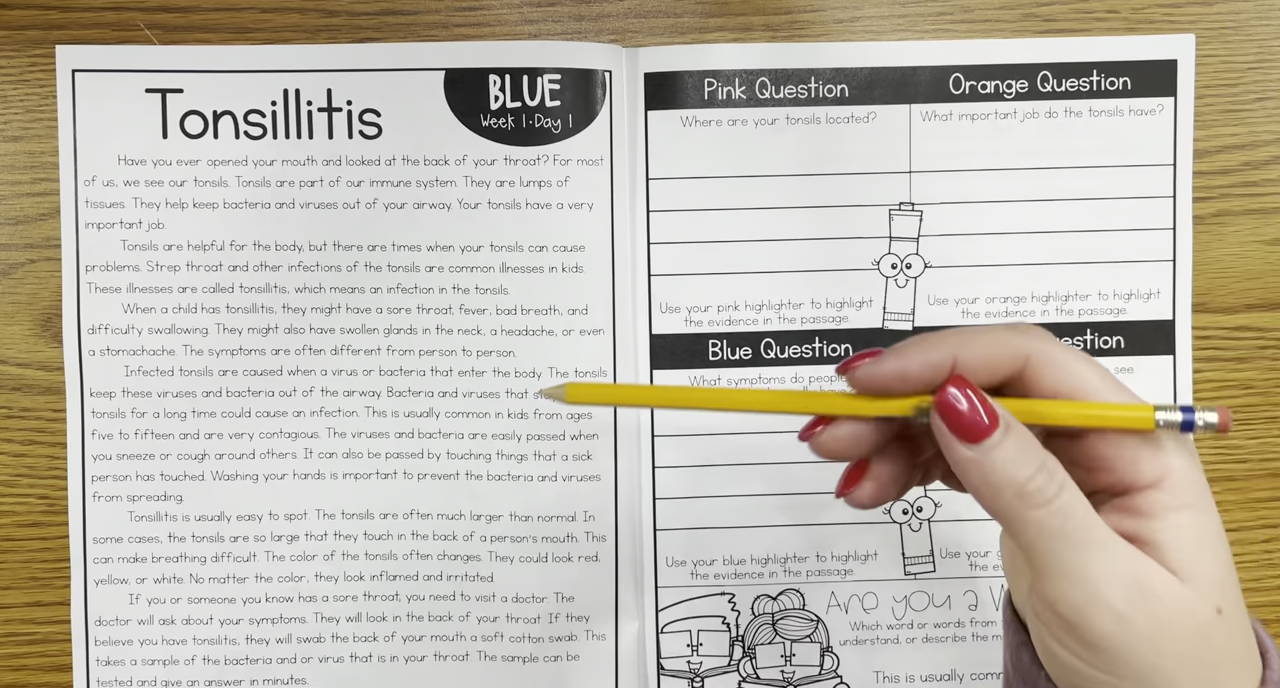 Tonsillitis
BLUE
Week 1·Day 1
Have you ever opened your mouth and looked at the back of your throat? For most
of us, we see our tonsils. Tonsils are part of our immune system. They are lumps of
tissues. They help keep bacteria and viruses out of your airway. Your tonsils have a very
important job.
Tonsils are helpful for the body, but there are times when your tonsils can cause
problems. Strep throat and other infections of the tonsils are common illnesses in kids.
These illnesses are called tonsillitis, which means an infection in the tonsils.
When a child has tonsillitis, they might have a sore throat, fever, bad breath, and
difficulty swallowing. They might also have swollen glands in the neck, a headache, or even
a stomachache. The symptoms are often different from person to person.
Infected tonsils are caused when a virus or bacteria that enter the body. The tonsils
keep these viruses and bacteria out of the airway. Bacteria and viruses that
tonsils for a long time could cause an infection. This is usually common in kids from ages
five to fifteen and are very contagious. The viruses and bacteria are easily passed when
you sneeze or cough around others. It can also be passed by touching things that a sick
person has touched. Washing your hands is important to prevent the bacteria and viruses
from spreading.
Tonsillitis is usually easy to spot. The tonsils are often much larger than normal. In
some cases, the tonsils are so large that they touch in the back of a person's mouth. This
can make breathing difficult. The color of the tonsils often changes. They could look red,
yellow, or white. No matter the color, they look inflamed and irritated.
If you or someone you know has a sore throat, you need to visit a doctor. The
doctor will ask about your symptoms. They will look in the back of your throat. If they
believe you have tonsilitis, they will swab the back of your mouth a soft cotton swab. This
takes a sample of the bacteria and or virus that is in your throat. The sample can be
tested and give an answer in minutes.
Pink Question
Where are your tonsils located?
Use your pink highlighter to highlight
the evidence in the passage.
Orange Question
What important job do the tonsils have?
Use your orange highlighter to highlight
the evidence in the passage.
Blue Question
What symptoms do people
Use your blue highlighter to highlight
the evidence in the passage.
see
Use your
the
Are you a
Which word or words from
understand, or describe the
This is usually